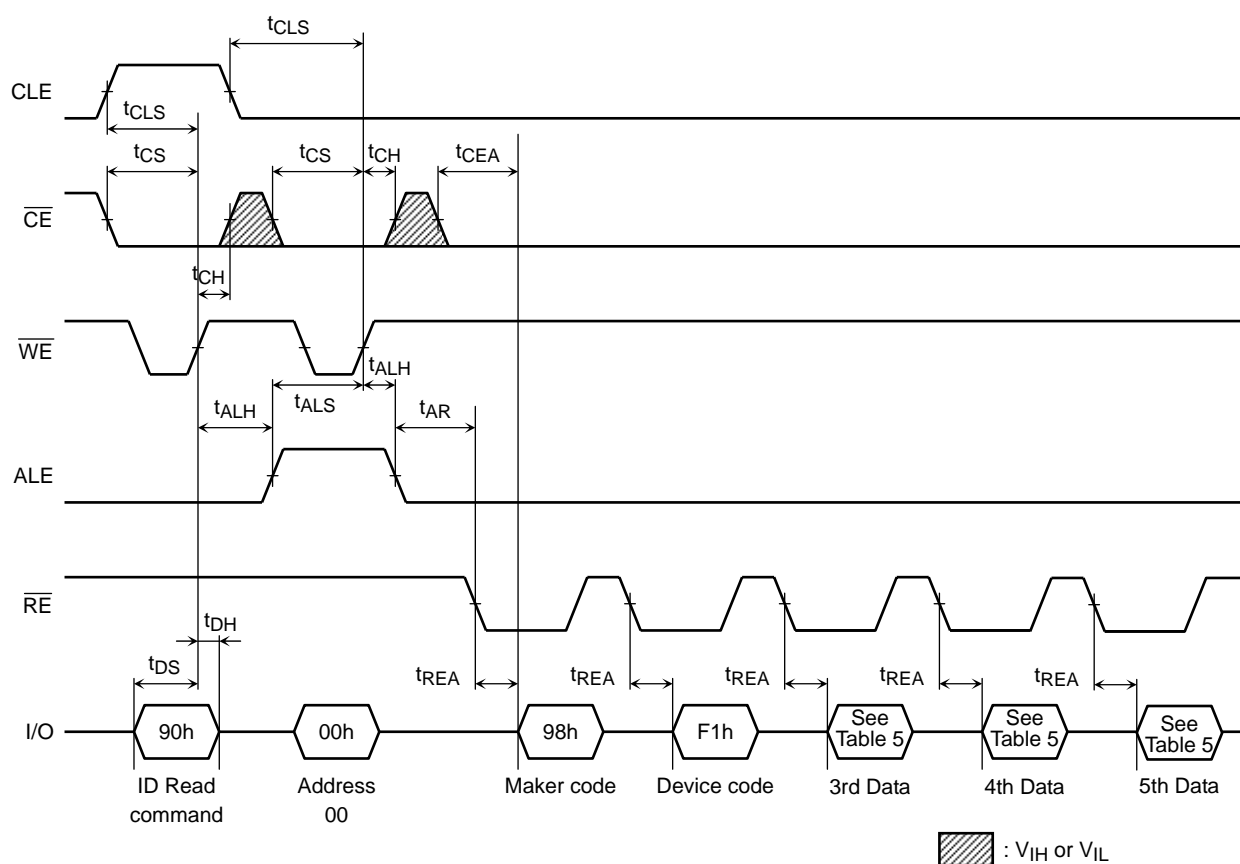 tCLS
CLE
tCLS
tCS
tCS
tCH
tCEA
CE
tCH
WE
tALH
tALH
tALS
tAR
ALE
RE
tDH
tDS
tREA
tREA
tREA
tREA
tREA
I/O
90h
00h
98h
F1h
See
Table 5
See
Table 5
See
Table 5
ID Read
command
Address
00
Maker code
Device code
3rd Data
4th Data
5th Data
: VIH or VIL